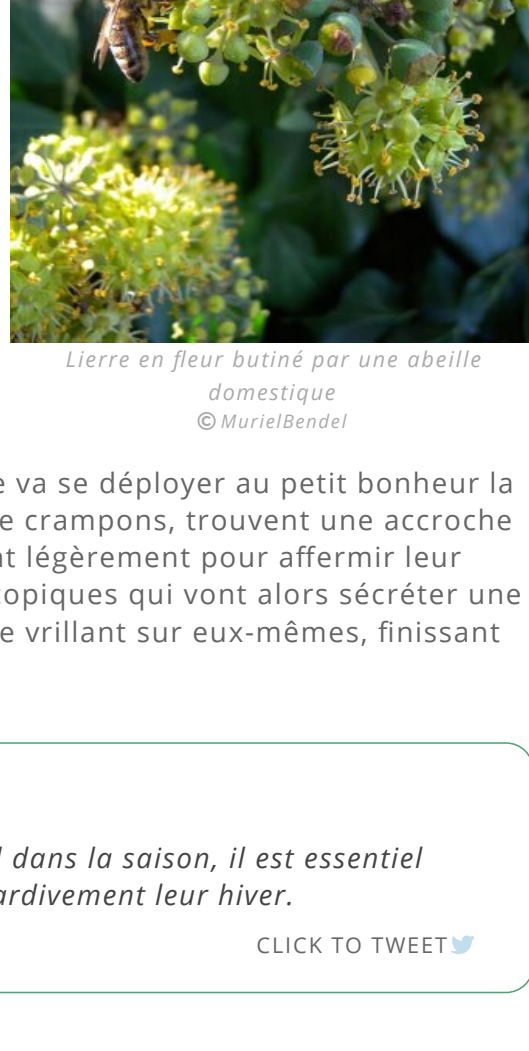 Lierre en fleur butiné par une abeille
domestique
© MurielBendel
va se déployer au petit bonheur la
crampons, trouvent une accroche
légèrement pour affermir leur
qui vont alors sécréter une
vrillant sur eux-mêmes, finissant
dans la saison, il est essentiel
leur hiver.
CLICK TO TWEET